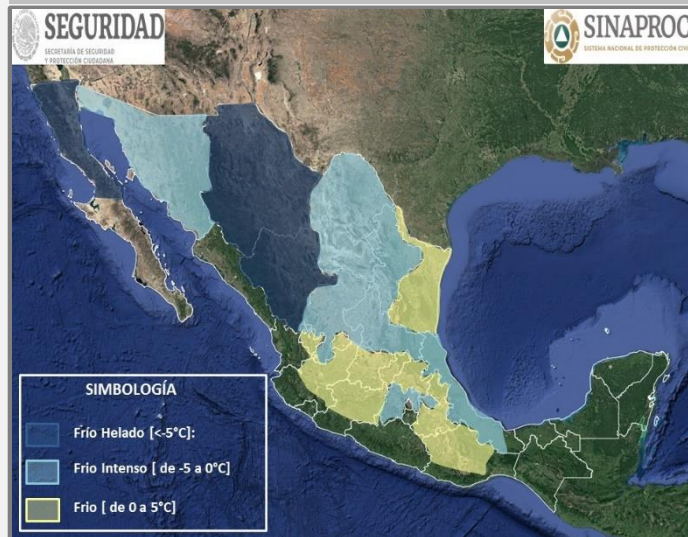 SEGURIDAD
SECRETARÍA DE SEGURIDAD
Y PROTECCIÓN CIUDADANA
SINAPROC
SISTEMA NACIONAL DE PROTECCIÓN CIVI
SIMBOLOGÍA
Frío Helado [<-5°C]:
Frio Intenso [ de -5 a 0°C]
Frio [ de 0 a 5°C]